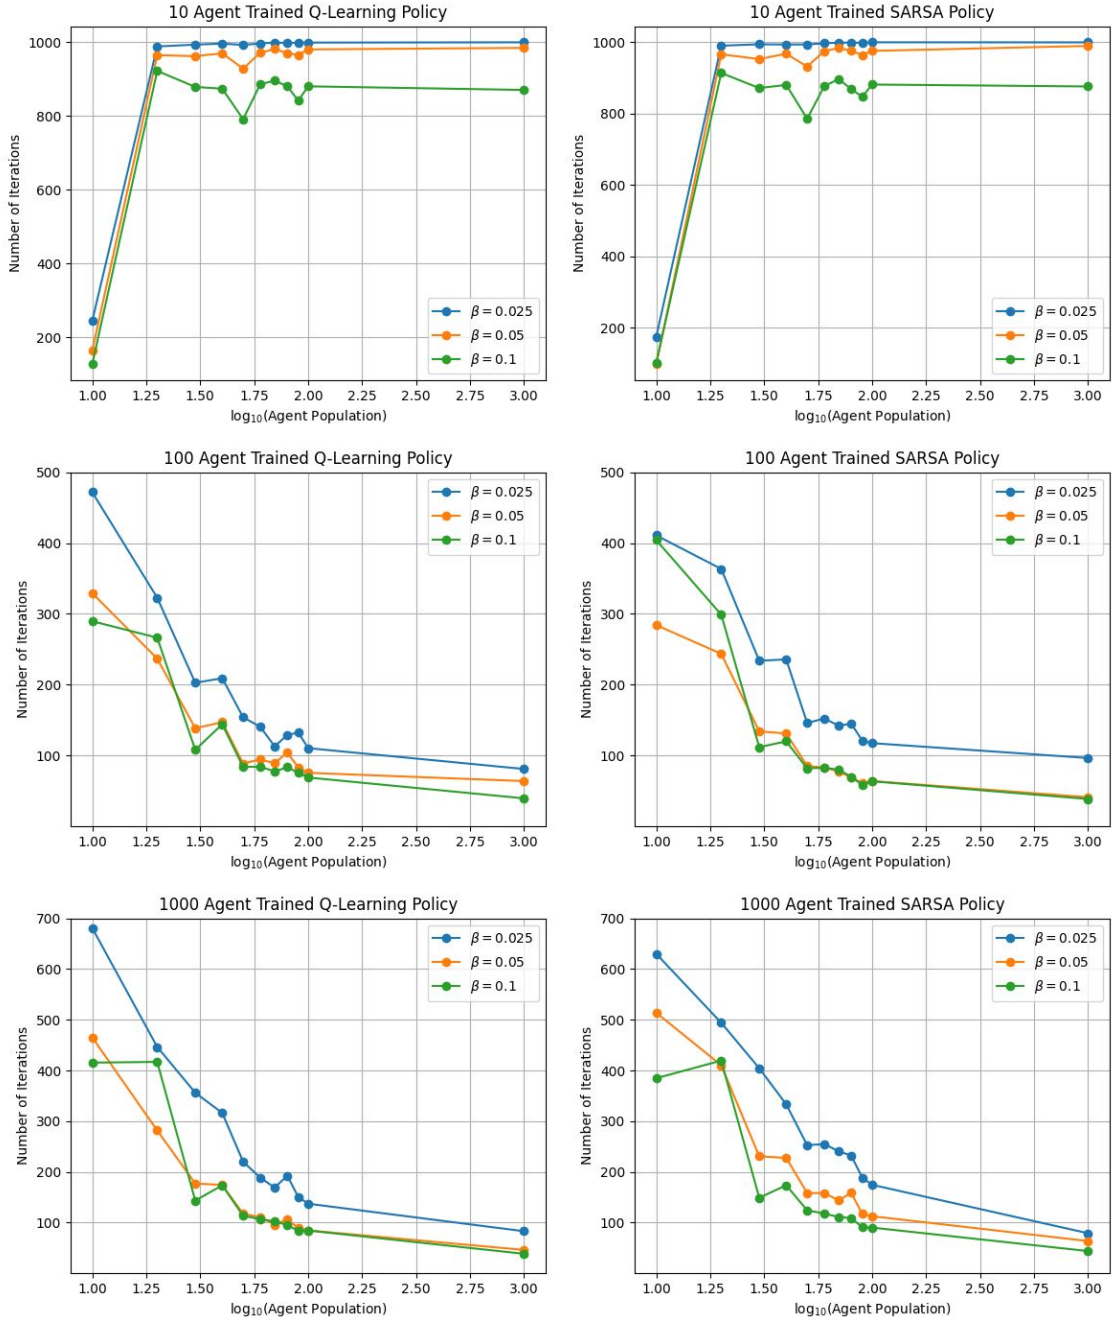 10 Agent Trained Q-Learning Policy
Number of Iterations
1000
800
600
400
200
β = 0.025
β = 0.05
β = 0.1
1.00 1.25 1.50 1.75 2.00 2.25 2.50 2.75 3.00
log₁₀(Agent Population)
10 Agent Trained SARSA Policy
Number of Iterations
1000
800
600
400
200
β = 0.025
β = 0.05
β = 0.1
1.00 1.25 1.50 1.75 2.00 2.25 2.50 2.75 3.00
log₁₀(Agent Population)
100 Agent Trained Q-Learning Policy
Number of Iterations
500
400
300
200
100
β = 0.025
β = 0.05
β = 0.1
1.00 1.25 1.50 1.75 2.00 2.25 2.50 2.75 3.00
log₁₀(Agent Population)
100 Agent Trained SARSA Policy
Number of Iterations
500
400
300
200
100
β = 0.025
β = 0.05
β = 0.1
1.00 1.25 1.50 1.75 2.00 2.25 2.50 2.75 3.00
log₁₀(Agent Population)
1000 Agent Trained Q-Learning Policy
Number of Iterations
700
600
500
400
300
200
100
β = 0.025
β = 0.05
β = 0.1
1.00 1.25 1.50 1.75 2.00 2.25 2.50 2.75 3.00
log₁₀(Agent Population)
1000 Agent Trained SARSA Policy
Number of Iterations
700
600
500
400
300
200
100
β = 0.025
β = 0.05
β = 0.1
1.00 1.25 1.50 1.75 2.00 2.25 2.50 2.75 3.00
log₁₀(Agent Population)